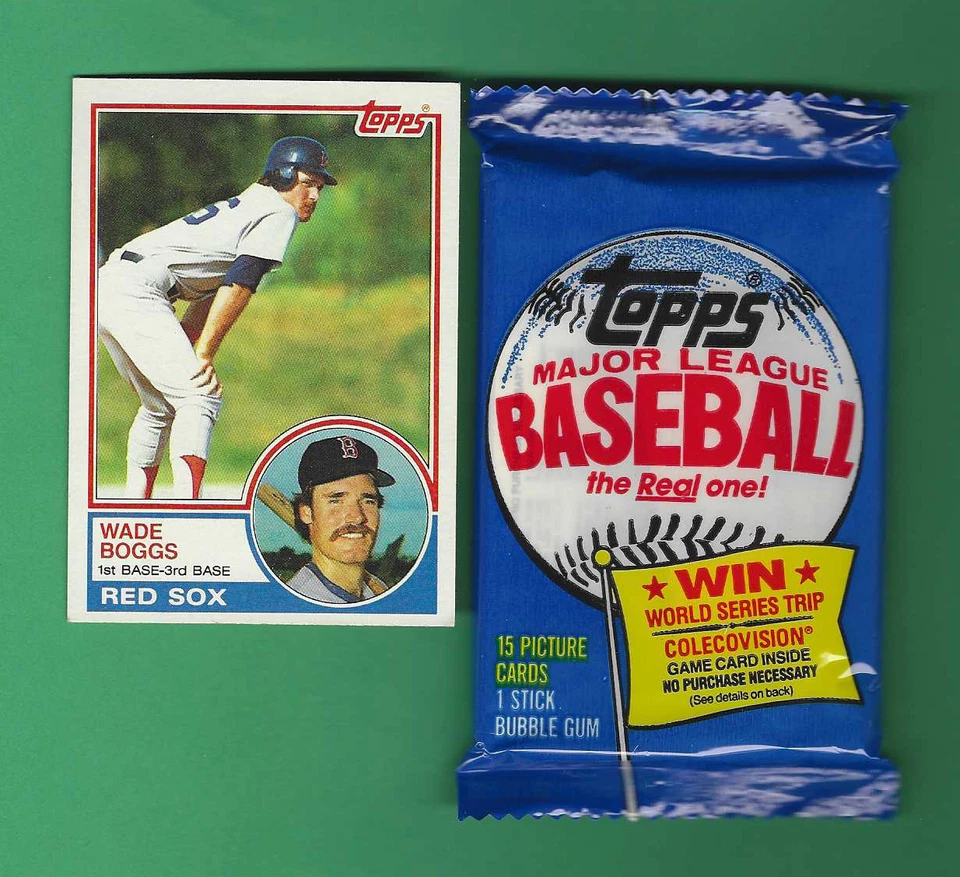 Topps®
6
B
WADE
BOGGS
1st BASE-3rd BASE
RED SOX
Topps®
MAJOR LEAGUE
BASEBALL
the Real one!
★ WIN ★
WORLD SERIES TRIP
COLECOVISION®
GAME CARD INSIDE
NO PURCHASE NECESSARY
(See details on back)
15 PICTURE
CARDS
1 STICK
BUBBLE GUM